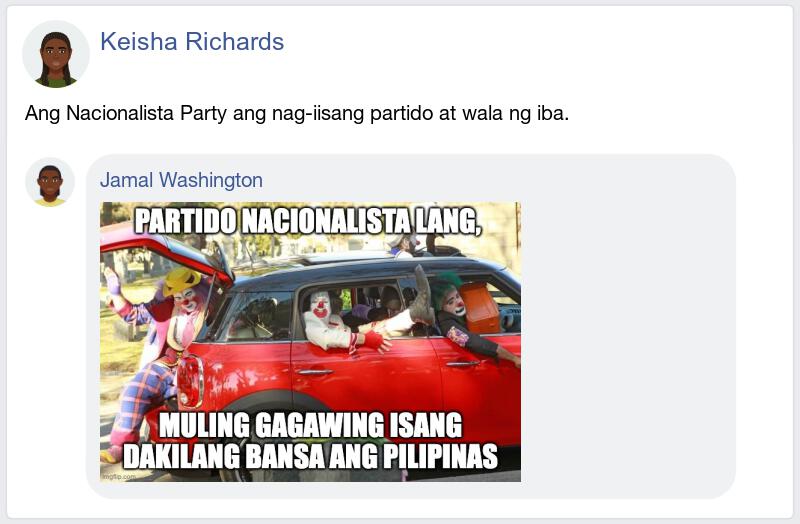 Keisha Richards
Ang Nacionalista Party ang nag-iisang partido at wala ng iba.
Jamal Washington
PARTIDO NACIONALISTA LANG,
MULING GAGAWING ISANG
DAKILANG BANSA ANG PILIPINAS
imgflip.com